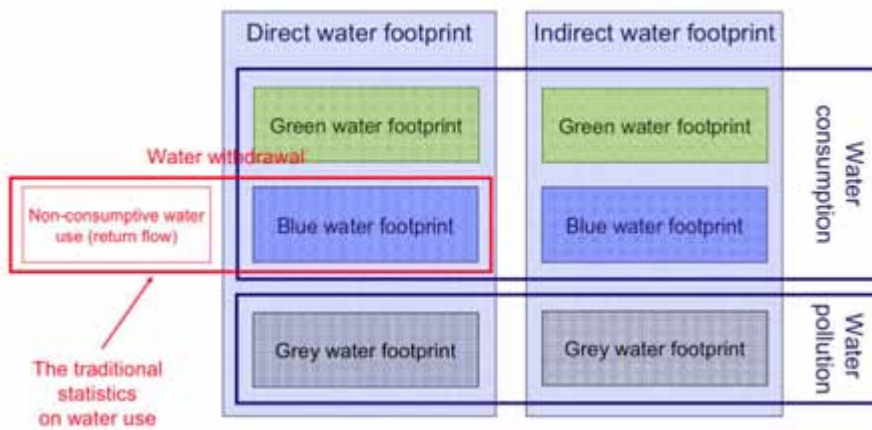 Direct water footprint
Indirect water footprint
Green water footprint
Green water footprint
Water
consumption
Water withdrawal
Non-consumptive water
use (return flow)
Blue water footprint
Blue water footprint
Grey water footprint
Grey water footprint
Water
pollution
The traditional
statistics
on water use